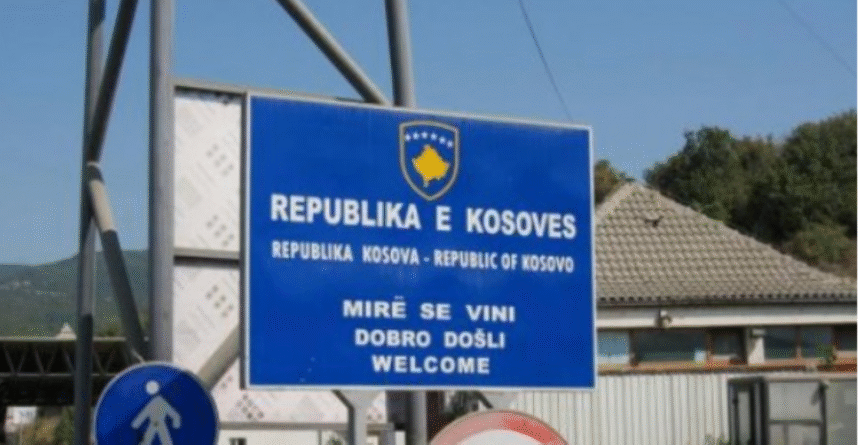 REPUBLIKA E KOSOVES
REPUBLIKA KOSOVA - REPUBLIC OF KOSOVO
MIRË SE VINI
DOBRO DOŠLI
WELCOME